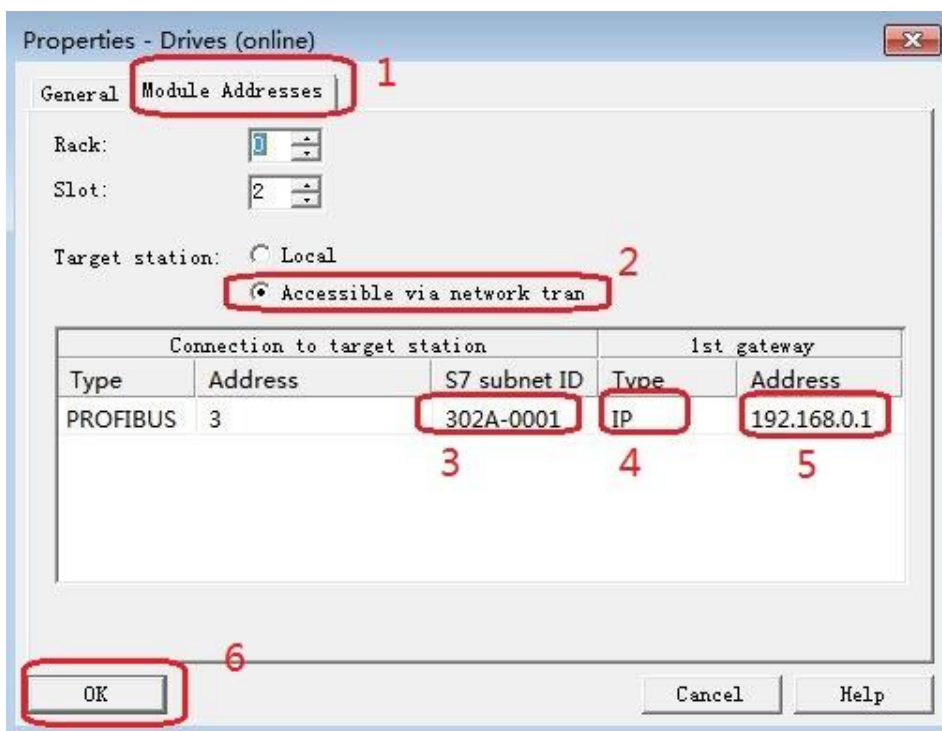 Properties - Drives (online)
General Module Addresses 1
Rack: 0
Slot: 2
Target station: Local 2
Accessible via network tran
Connection to target station 1st gateway
Type Address S7 subnet ID Type Address
PROFIBUS 3 302A-0001 IP 192.168.0.1
3 4 5
6
OK Cancel Help